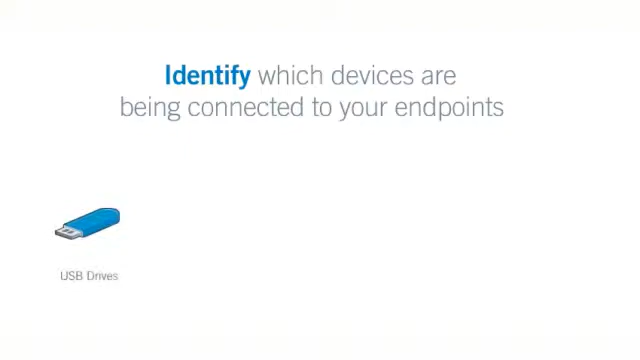 Identify which devices are
being connected to your endpoints
USB Drives